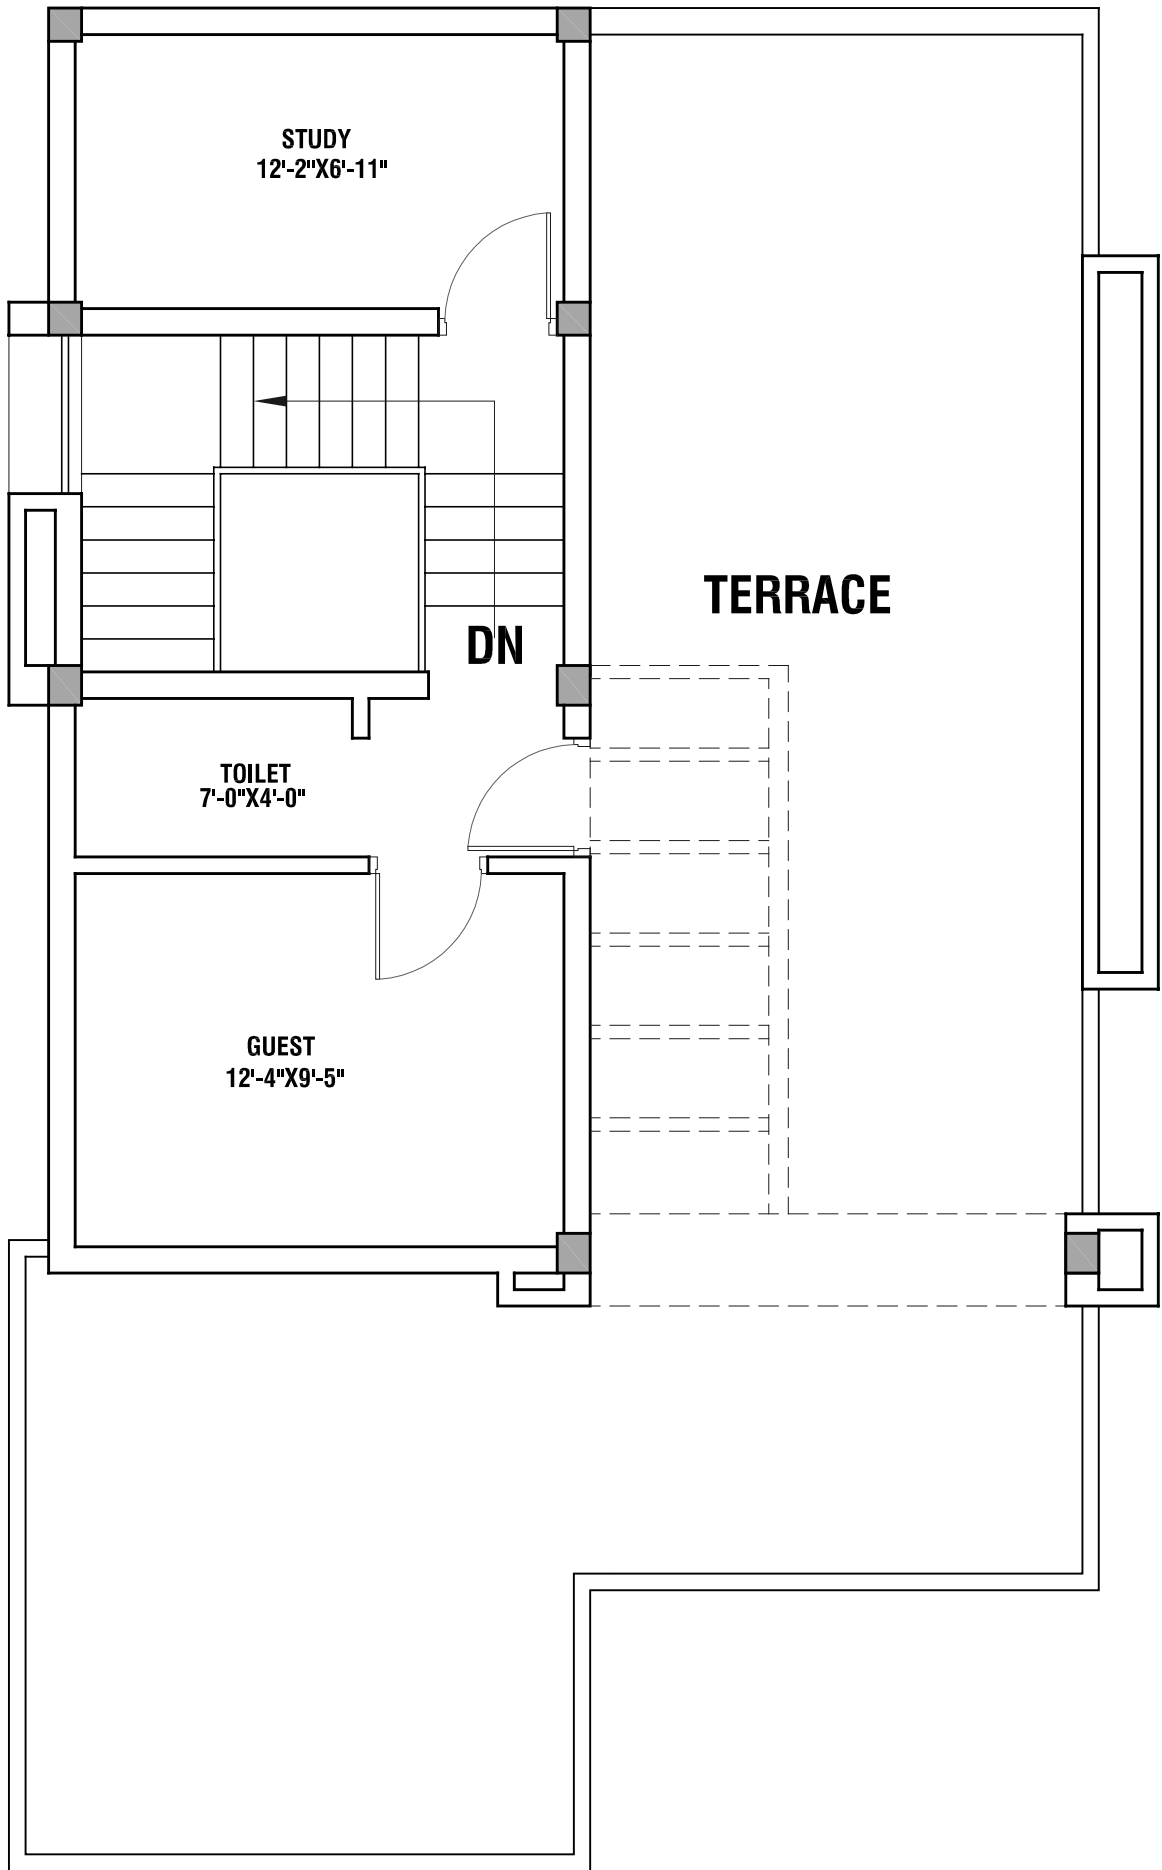 STUDY
12'-2"X6'-11"
TERRACE
DN
TOILET
7'-0"X4'-0"
GUEST
12'-4"X9'-5"